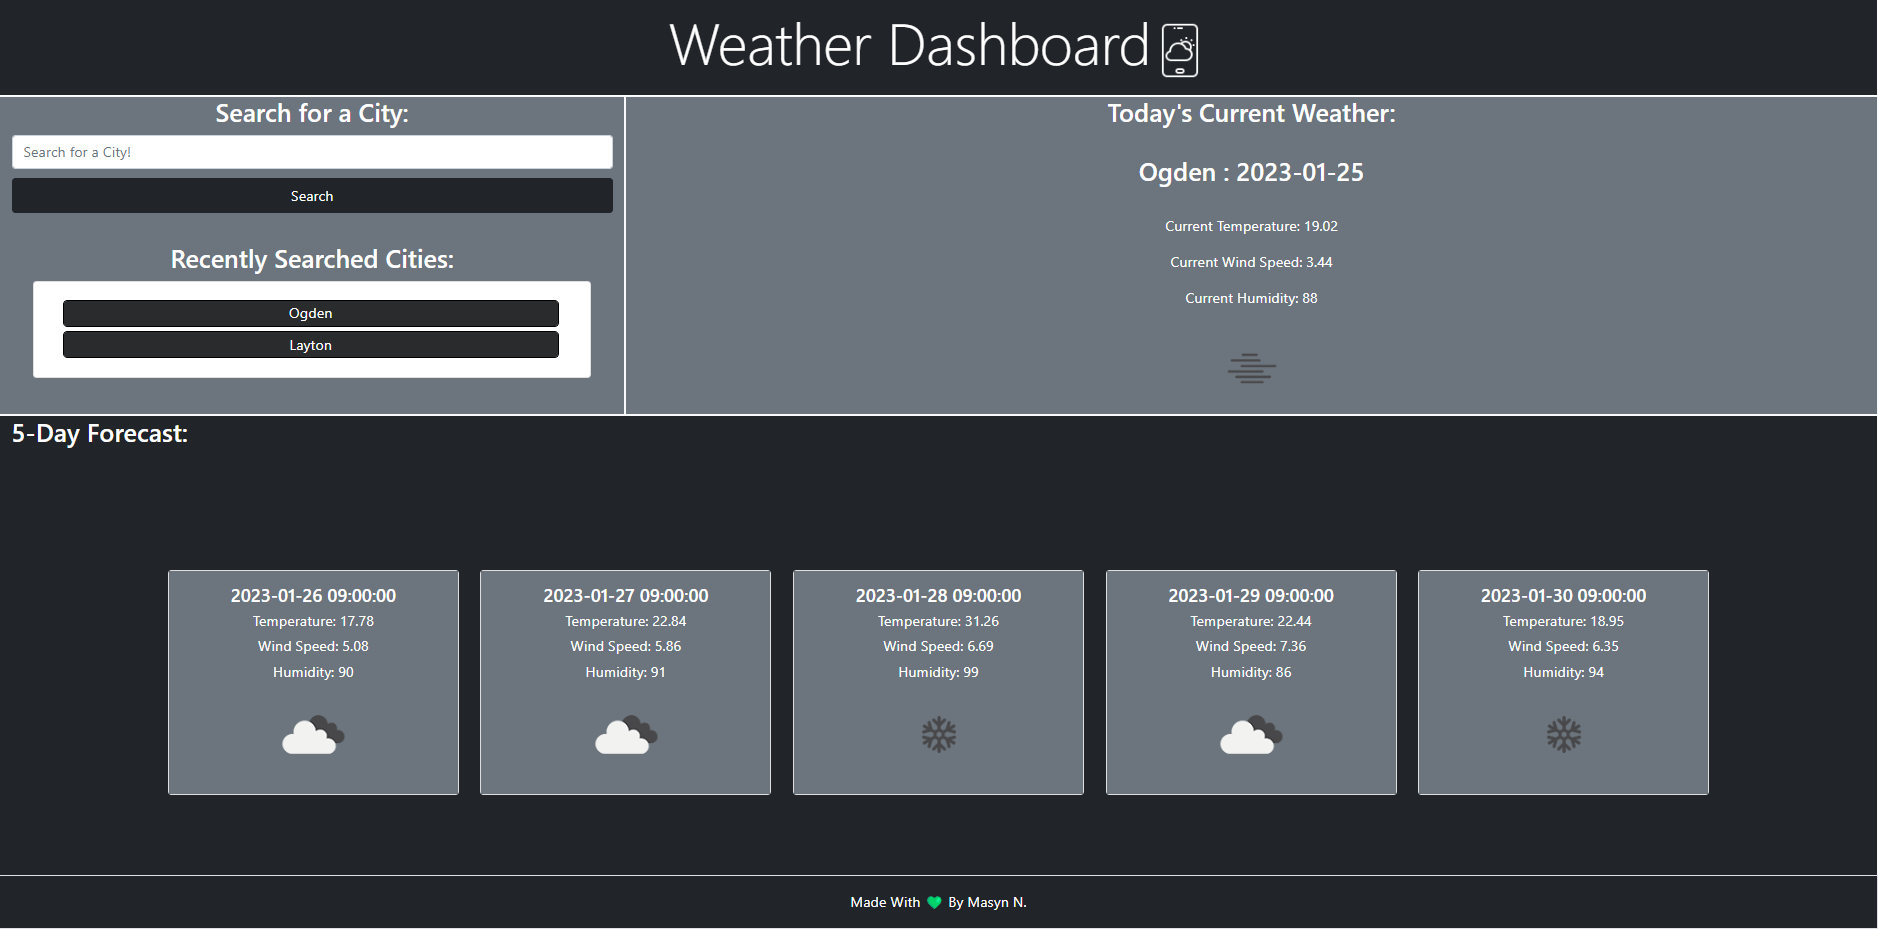 Weather Dashboard
Search for a City:
Search for a City!
Search
Recently Searched Cities:
Ogden
Layton
Today's Current Weather:
Ogden : 2023-01-25
Current Temperature: 19.02
Current Wind Speed: 3.44
Current Humidity: 88
5-Day Forecast:
2023-01-26 09:00:00
Temperature: 17.78
Wind Speed: 5.08
Humidity: 90
2023-01-27 09:00:00
Temperature: 22.84
Wind Speed: 5.86
Humidity: 91
2023-01-28 09:00:00
Temperature: 31.26
Wind Speed: 6.69
Humidity: 99
2023-01-29 09:00:00
Temperature: 22.44
Wind Speed: 7.36
Humidity: 86
2023-01-30 09:00:00
Temperature: 18.95
Wind Speed: 6.35
Humidity: 94
Made With 💚 By Masyn N.